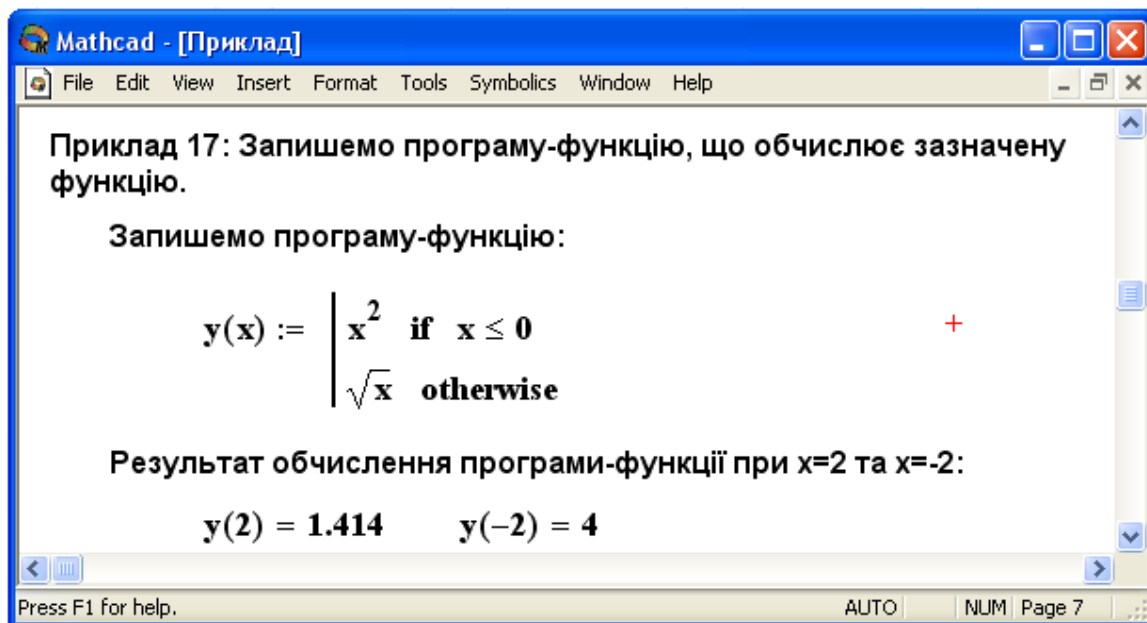 Mathcad - [Приклад]
File Edit View Insert Format Tools Symbolics Window Help
Приклад 17: Запишемо програму-функцію, що обчислює зазначену
функцію.
Запишемо програму-функцію:
y(x) := x² if x ≤ 0
√x otherwise
Результат обчислення програми-функції при x=2 та x=-2:
y(2) = 1.414 y(−2) = 4
Press F1 for help. AUTO NUM Page 7